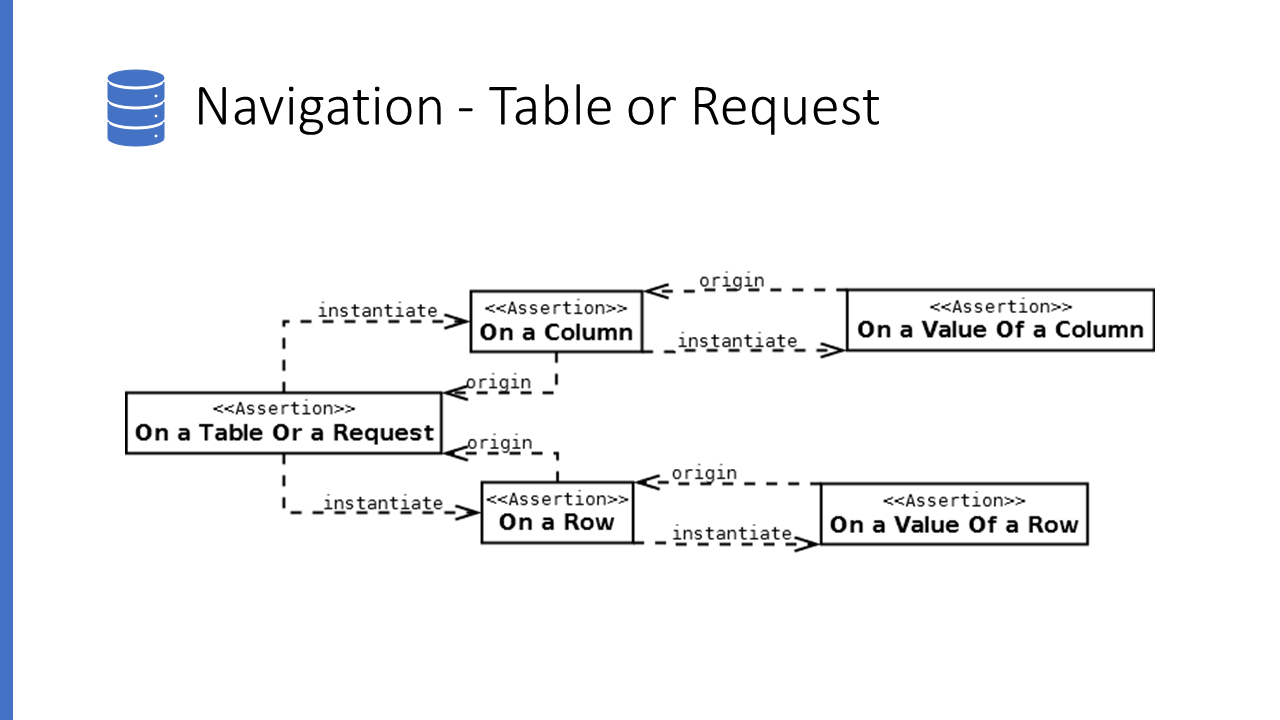 Navigation - Table or Request
origin
<<Assertion>>
On a Column
<<Assertion>>
On a Value Of a Column
instantiate
instantiate
origin
<<Assertion>>
On a Table Or a Request
origin
origin
<<Assertion>>
On a Row
<<Assertion>>
On a Value Of a Row
instantiate
instantiate